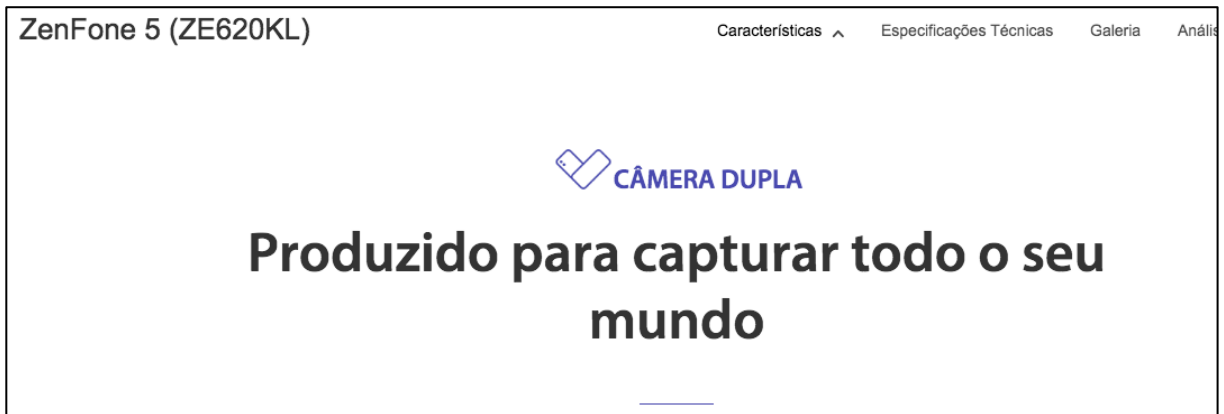 ZenFone 5 (ZE620KL)
Características Especificações Técnicas Galeria
CÂMERA DUPLA
Produzido para capturar todo o seu
mundo